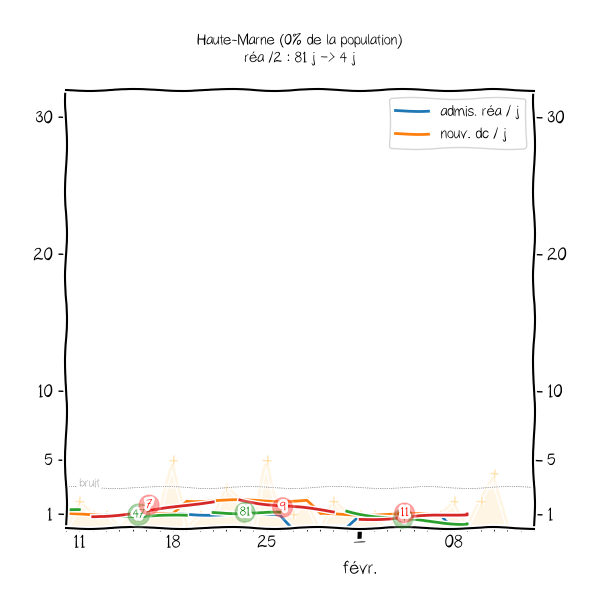 Haute-Marne (0% de la population)
réa /2 : 81 j -> 4 j
admis. réa / j
nouv. dc / j
30 30
20 20
10 10
5 5
bruit
7 9
47 81 11
1 1
11 18 25 1 08
févr.